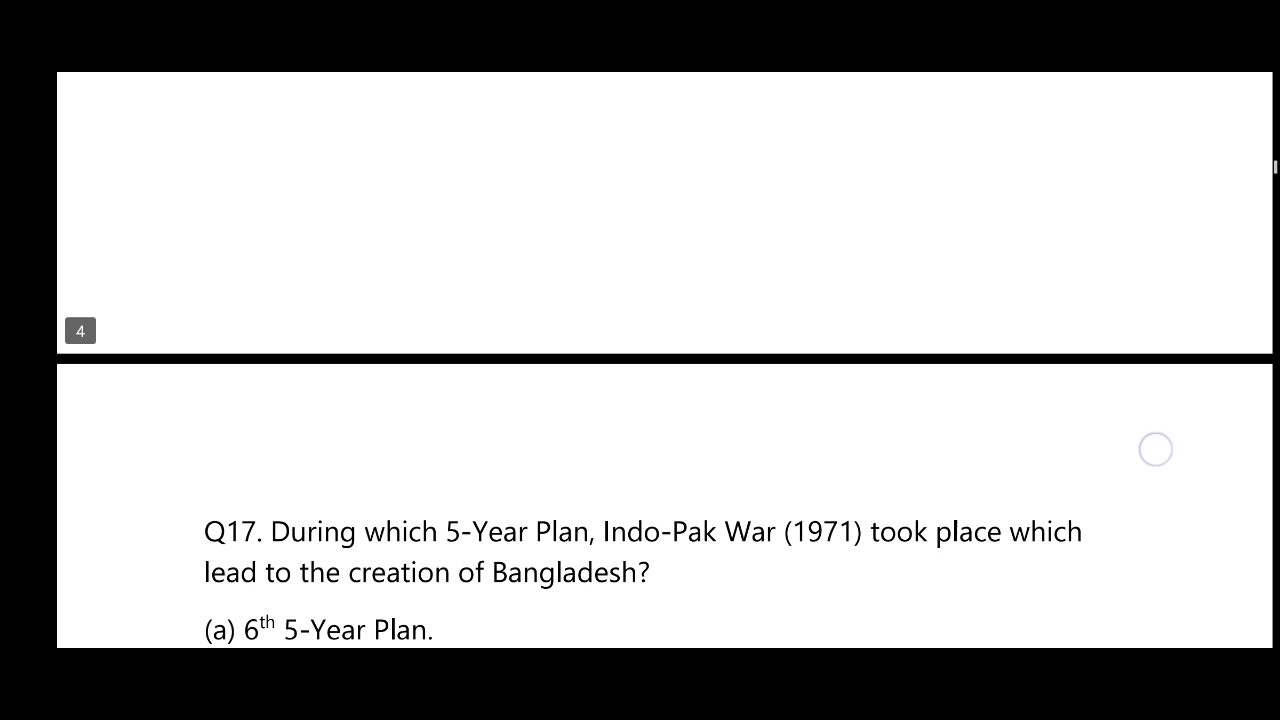 4
Q17. During which 5-Year Plan, Indo-Pak War (1971) took place which
lead to the creation of Bangladesh?
(a) 6th 5-Year Plan.